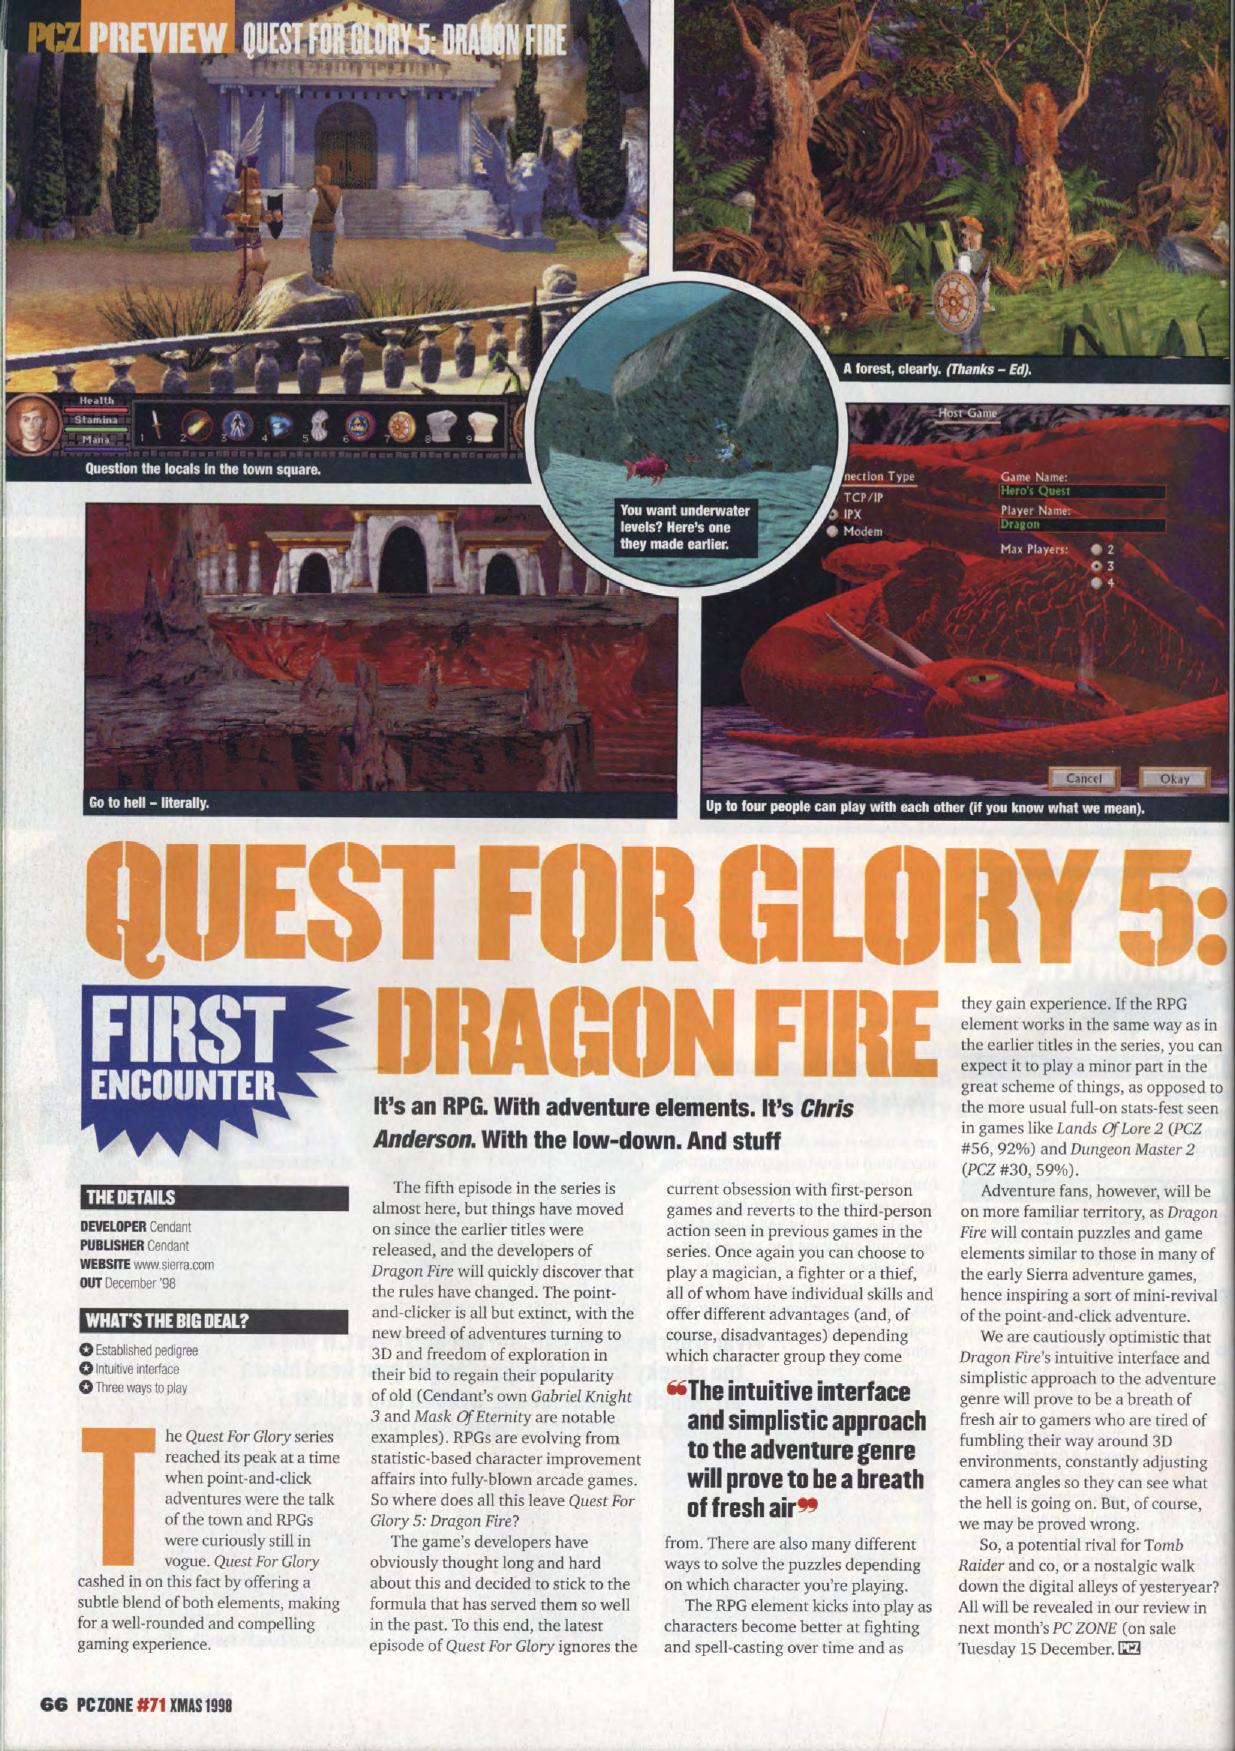 PCZ PREVIEW QUEST FOR GLORY 5: DRAGON FIRE
Health
Stamina
Mana
1 2 3 4 5 6 7 8 9
Question the locals in the town square.
A forest, clearly. (Thanks – Ed).
You want underwater
levels? Here's one
they made earlier.
Host Game
nection Type
TCP/IP
IPX
Modem
Game Name:
Hero's Quest
Player Name:
Dragon
Max Players: 2
3
4
Cancel Okay
Go to hell – literally.
Up to four people can play with each other (if you know what we mean).
QUEST FOR GLORY 5:
DRAGON FIRE
FIRST
ENCOUNTER
It's an RPG. With adventure elements. It's Chris
Anderson. With the low-down. And stuff
THE DETAILS
DEVELOPER Cendant
PUBLISHER Cendant
WEBSITE www.sierra.com
OUT December '98
WHAT'S THE BIG DEAL?
Established pedigree
Intuitive interface
Three ways to play
The Quest For Glory series
reached its peak at a time
when point-and-click
adventures were the talk
of the town and RPGs
were curiously still in
vogue. Quest For Glory
cashed in on this fact by offering a
subtle blend of both elements, making
for a well-rounded and compelling
gaming experience.
The fifth episode in the series is
almost here, but things have moved
on since the earlier titles were
released, and the developers of
Dragon Fire will quickly discover that
the rules have changed. The point-
and-clicker is all but extinct, with the
new breed of adventures turning to
3D and freedom of exploration in
their bid to regain their popularity
of old (Cendant's own Gabriel Knight
3 and Mask Of Eternity are notable
examples). RPGs are evolving from
statistic-based character improvement
affairs into fully-blown arcade games.
So where does all this leave Quest For
Glory 5: Dragon Fire?
The game's developers have
obviously thought long and hard
about this and decided to stick to the
formula that has served them so well
in the past. To this end, the latest
episode of Quest For Glory ignores the
current obsession with first-person
games and reverts to the third-person
action seen in previous games in the
series. Once again you can choose to
play a magician, a fighter or a thief,
all of whom have individual skills and
offer different advantages (and, of
course, disadvantages) depending
which character group they come
“The intuitive interface
and simplistic approach
to the adventure genre
will prove to be a breath
of fresh air”
from. There are also many different
ways to solve the puzzles depending
on which character you're playing.
The RPG element kicks into play as
characters become better at fighting
and spell-casting over time and as
they gain experience. If the RPG
element works in the same way as in
the earlier titles in the series, you can
expect it to play a minor part in the
great scheme of things, as opposed to
the more usual full-on stats-fest seen
in games like Lands Of Lore 2 (PCZ
#56, 92%) and Dungeon Master 2
(PCZ #30, 59%).
Adventure fans, however, will be
on more familiar territory, as Dragon
Fire will contain puzzles and game
elements similar to those in many of
the early Sierra adventure games,
hence inspiring a sort of mini-revival
of the point-and-click adventure.
We are cautiously optimistic that
Dragon Fire's intuitive interface and
simplistic approach to the adventure
genre will prove to be a breath of
fresh air to gamers who are tired of
fumbling their way around 3D
environments, constantly adjusting
camera angles so they can see what
the hell is going on. But, of course,
we may be proved wrong.
So, a potential rival for Tomb
Raider and co, or a nostalgic walk
down the digital alleys of yesteryear?
All will be revealed in our review in
next month's PC ZONE (on sale
Tuesday 15 December. PCZ
66 PC ZONE #71 XMAS 1998